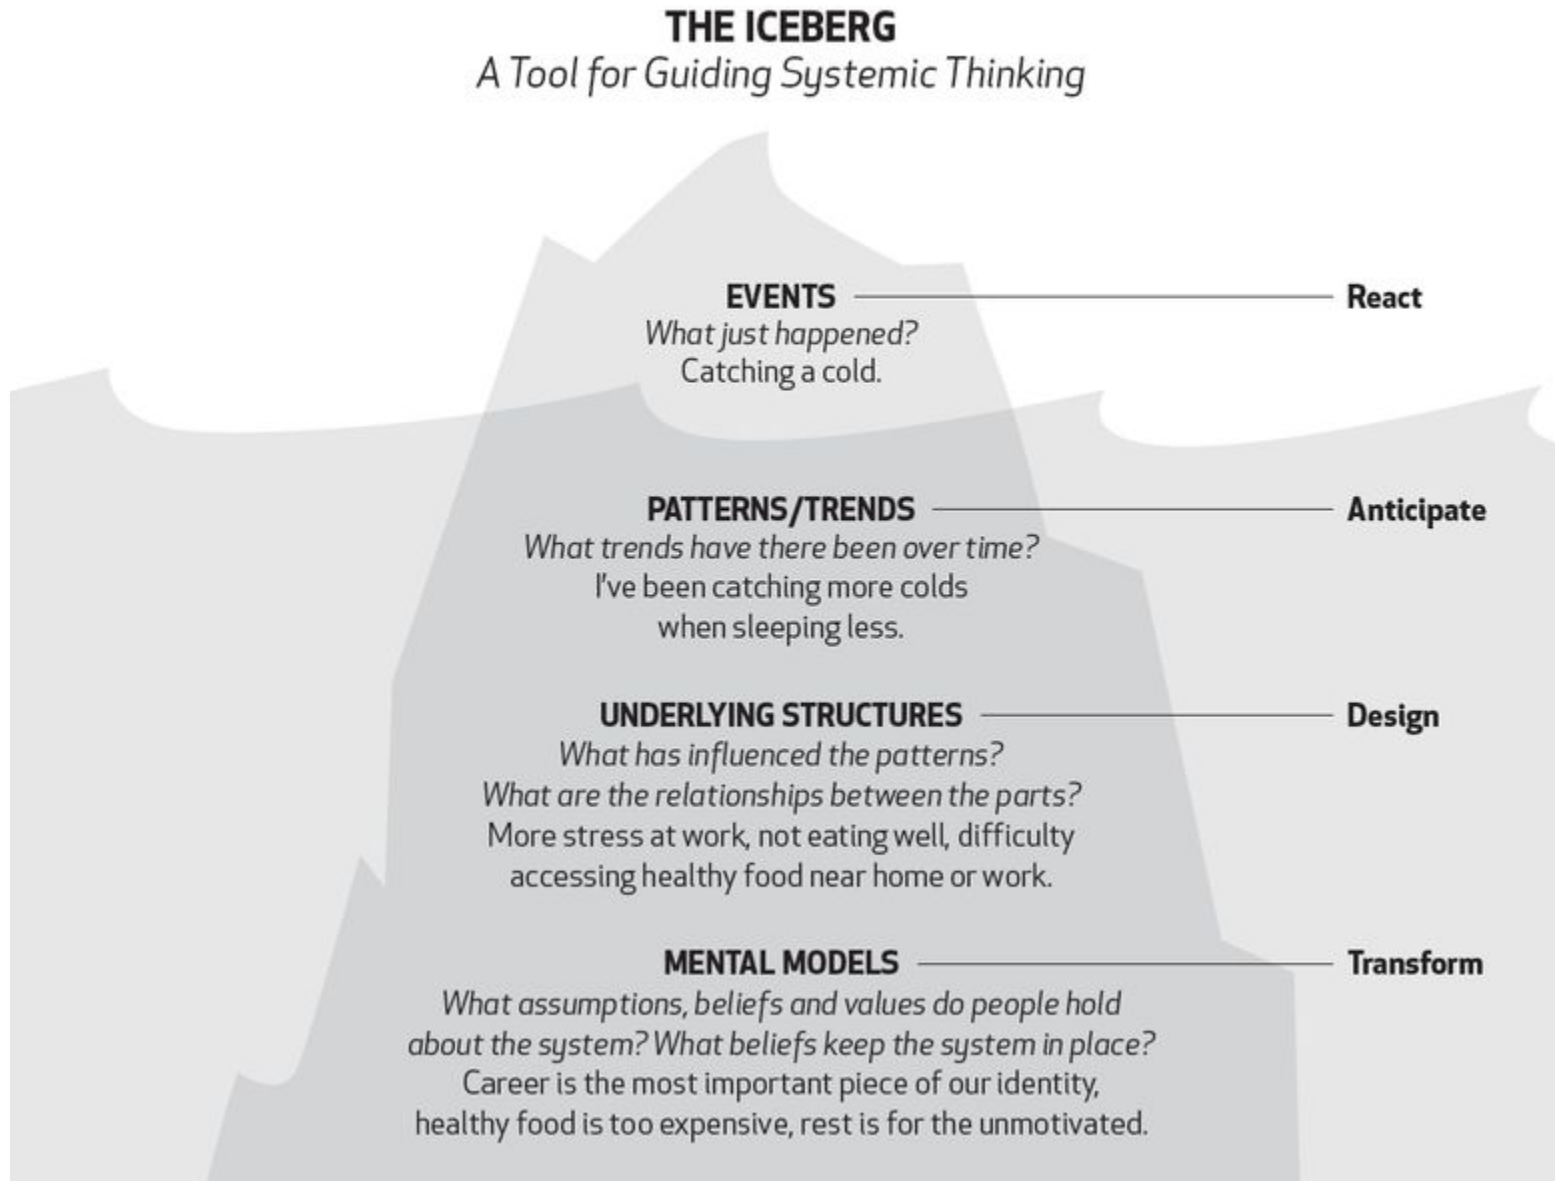 THE ICEBERG
A Tool for Guiding Systemic Thinking
EVENTS
React
What just happened?
Catching a cold.
PATTERNS/TRENDS
Anticipate
What trends have there been over time?
I've been catching more colds
when sleeping less.
UNDERLYING STRUCTURES
Design
What has influenced the patterns?
What are the relationships between the parts?
More stress at work, not eating well, difficulty
accessing healthy food near home or work.
MENTAL MODELS
Transform
What assumptions, beliefs and values do people hold
about the system? What beliefs keep the system in place?
Career is the most important piece of our identity,
healthy food is too expensive, rest is for the unmotivated.